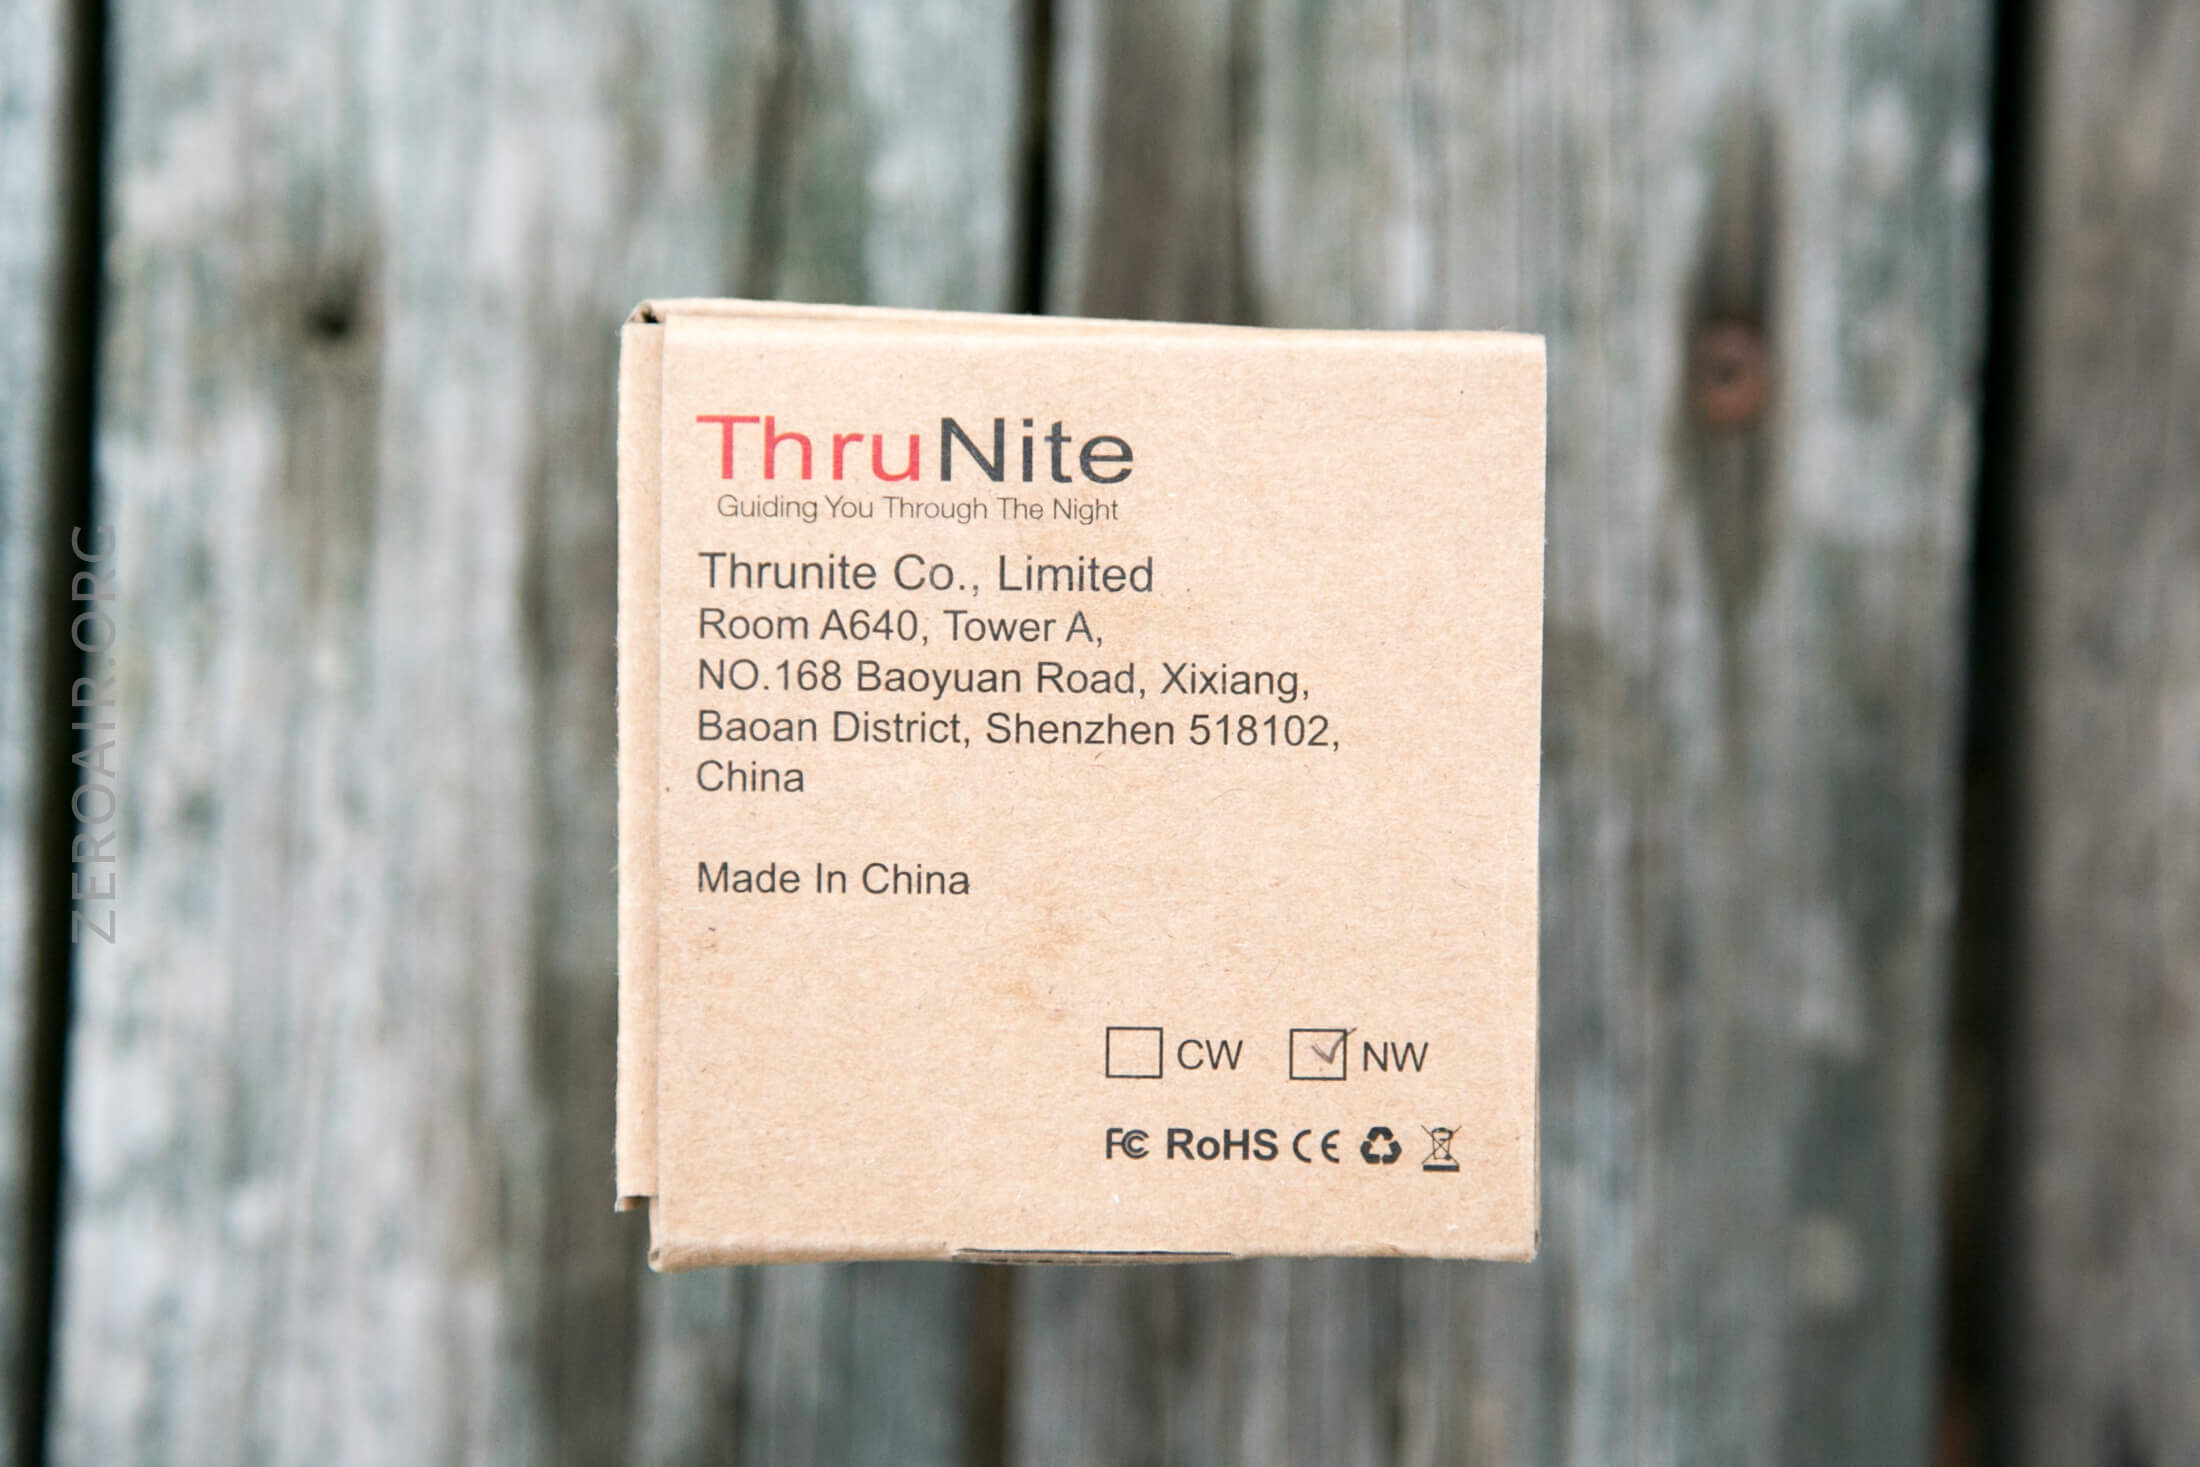 ThruNite
Guiding You Through The Night
Thrunite Co., Limited
Room A640, Tower A,
NO.168 Baoyuan Road, Xixiang,
Baoan District, Shenzhen 518102,
China
Made In China
CW NW
FC RoHS CE
ZEROAIR.ORG